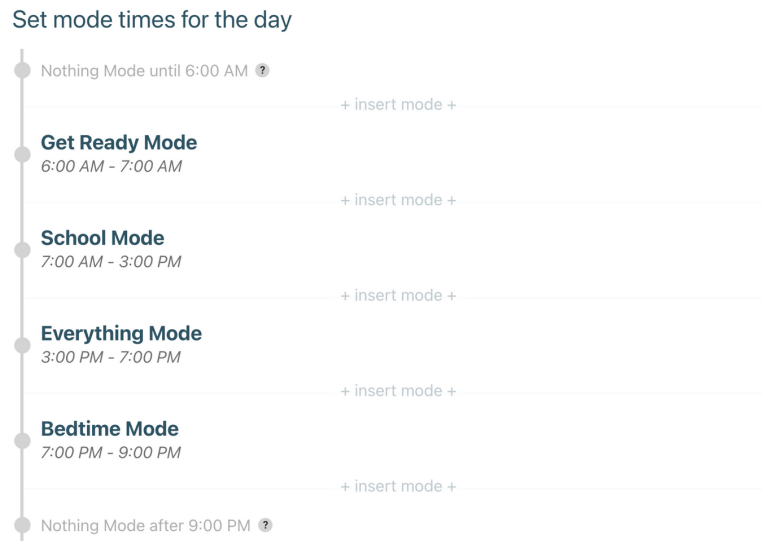 Set mode times for the day
Nothing Mode until 6:00 AM ?
+ insert mode +
Get Ready Mode
6:00 AM - 7:00 AM
+ insert mode +
School Mode
7:00 AM - 3:00 PM
+ insert mode +
Everything Mode
3:00 PM - 7:00 PM
+ insert mode +
Bedtime Mode
7:00 PM - 9:00 PM
+ insert mode +
Nothing Mode after 9:00 PM ?